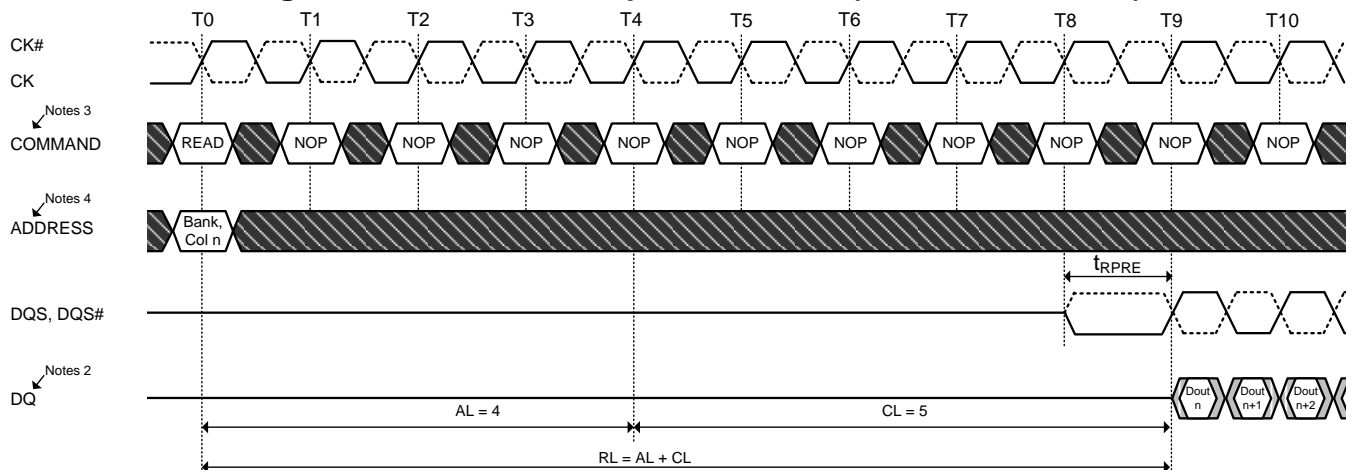 T0 T1 T2 T3 T4 T5 T6 T7 T8 T9 T10
CK#
CK
Notes 3
COMMAND
READ NOP NOP NOP NOP NOP NOP NOP NOP NOP NOP
Notes 4
ADDRESS
Bank,
Col n
tRPRE
DQS, DQS#
Notes 2
DQ
Dout
n
Dout
n+1
Dout
n+2
AL = 4
CL = 5
RL = AL + CL